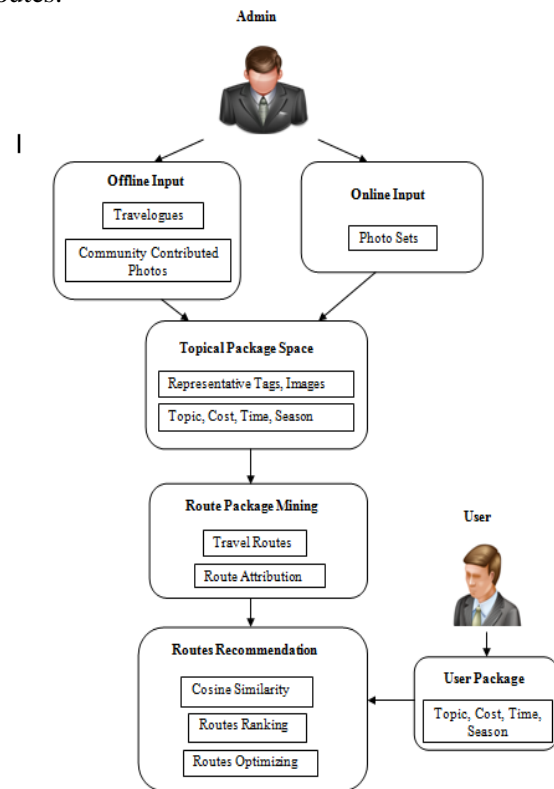 Admin
Offline Input
Travelogues
Community Contributed
Photos
Online Input
Photo Sets
Topical Package Space
Representative Tags, Images
Topic, Cost, Time, Season
Route Package Mining
Travel Routes
Route Attribution
User
Routes Recommendation
Cosine Similarity
Routes Ranking
Routes Optimizing
User Package
Topic, Cost, Time,
Season